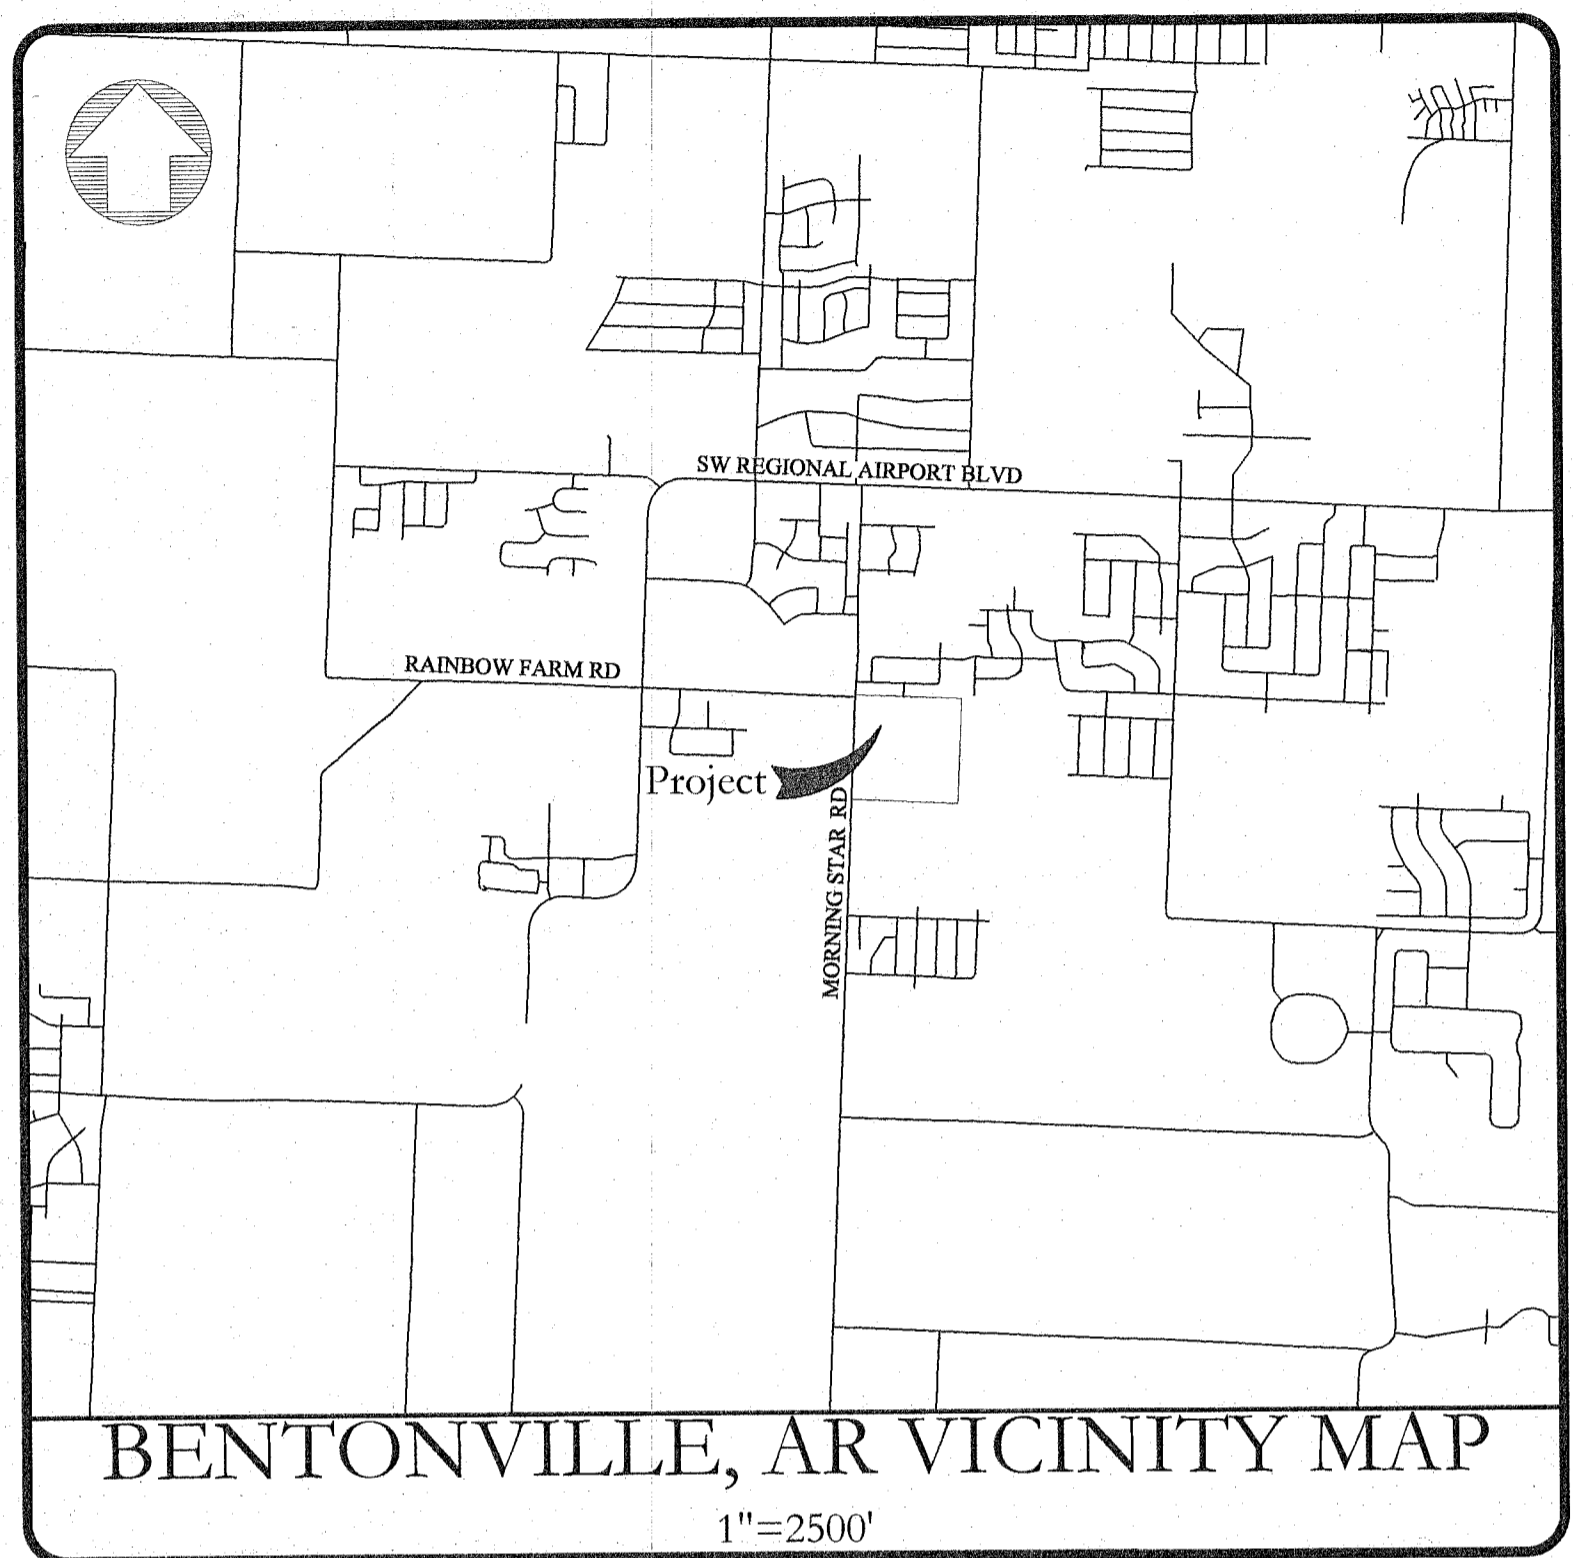 SW REGIONAL AIRPORT BLVD
RAINBOW FARM RD
Project
MORNING STAR RD
BENTONVILLE, AR VICINITY MAP
1"=2500'